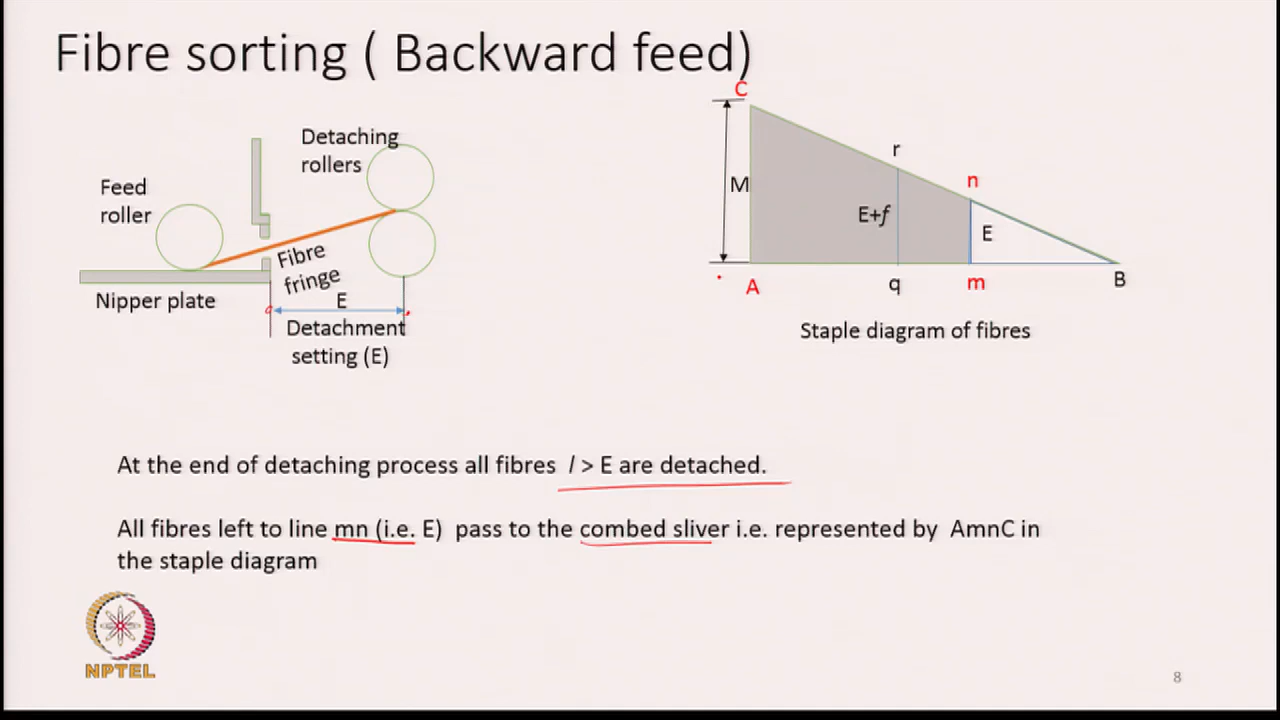 Fibre sorting ( Backward feed)
Detaching
rollers
Feed
roller
Fibre
fringe
Nipper plate
E
Detachment
setting (E)
C
r
M
n
E+f
E
A
q
m
B
Staple diagram of fibres
At the end of detaching process all fibres l > E are detached.
All fibres left to line mn (i.e. E) pass to the combed sliver i.e. represented by AmnC in
the staple diagram
NPTEL
8